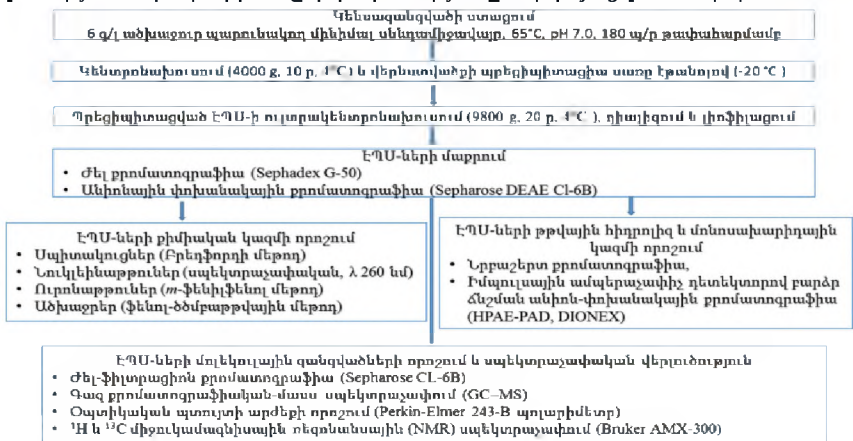 Կենսազանգվածի ստացում
6 գ/լ ածխաջուր պարունակող մինիմալ սննդամիջավայր, 65°C, pH 7.0, 180 պ/ր թափահարմամբ
Կենտրոնախուսում (4000 g, 10 ր, 4°C) և վերնստվածքի պրեցիպիտացիա սառը էթանոլով (-20 °C )
Պրեցիպիտացված ԷՊՍ-ի ուլտրակենտրոնախուսում (9800 g, 20 ր, 4°C ), դիալիզում և լիոֆիլացում
ԷՊՍ-ների մաքրում
• Ժել քրոմատոգրաֆիա (Sephadex G-50)
• Անիոնային փոխանակային քրոմատոգրաֆիա (Sepharose DEAE Cl-6B)
ԷՊՍ-ների քիմիական կազմի որոշում
• Սպիտակուցներ (Բրեդֆորդի մեթոդ)
• Նուկլեինաթթուներ (սպեկտրաչափական, λ 260 նմ)
• Ուրոնաթթուներ (m-ֆենիլֆենոլ մեթոդ)
• Ածխաջրեր (ֆենոլ-ծծմբաթթվային մեթոդ)
ԷՊՍ-ների թթվային հիդրոլիզ և մոնոսախարիդային
կազմի որոշում
• Նրբաշերտ քրոմատոգրաֆիա,
• Իմպուլսային ամպերաչափիչ դետեկտորով բարձր
ճնշման անիոն-փոխանակային քրոմատոգրաֆիա
(HPAE-PAD, DIONEX)
ԷՊՍ-ների մոլեկուլային զանգվածների որոշում և սպեկտրաչափական վերլուծություն
• Ժել-ֆիլտրացիոն քրոմատոգրաֆիա (Sepharose CL-6B)
• Գազ քրոմատոգրաֆիական-մասս սպեկտրաչափում (GC–MS)
• Օպտիկական պտույտի արժեքի որոշում (Perkin-Elmer 243-B պոլարիմետր)
• ¹H և ¹³C միջուկամագնիսային ռեզոնանսային (NMR) սպեկտրաչափում (Bruker AMX-300)